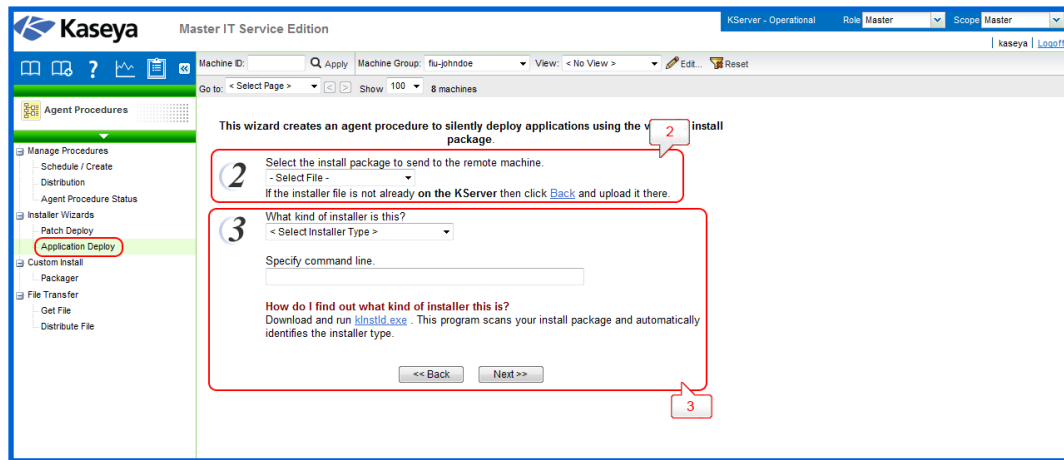 Kaseya
Master IT Service Edition
KServer - Operational Role Master Scope Master
kaseya | Logoff
Machine ID: Apply Machine Group: fiu-johndoe View: < No View > Edit... Reset
Go to: < Select Page > < > Show 100 8 machines
Agent Procedures
Manage Procedures
Schedule / Create
Distribution
Agent Procedure Status
Installer Wizards
Patch Deploy
Application Deploy
Custom Install
Packager
File Transfer
Get File
Distribute File
This wizard creates an agent procedure to silently deploy applications using the install
package.
2
2
Select the install package to send to the remote machine.
- Select File -
If the installer file is not already on the KServer then click Back and upload it there.
3
What kind of installer is this?
< Select Installer Type >
Specify command line.
How do I find out what kind of installer this is?
Download and run kInstId.exe . This program scans your install package and automatically
identifies the installer type.
<< Back Next >>
3